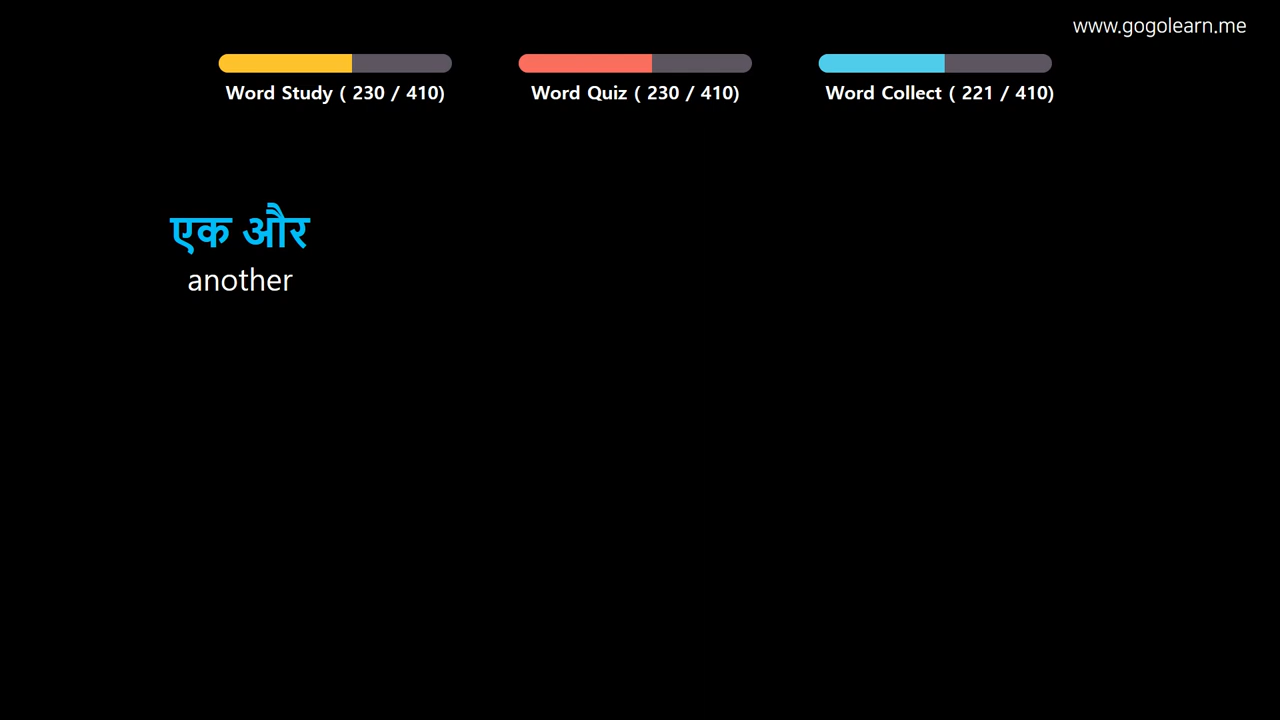 www.gogolearn.me
Word Study ( 230 / 410)
Word Quiz ( 230 / 410)
Word Collect ( 221 / 410)
एक और
another